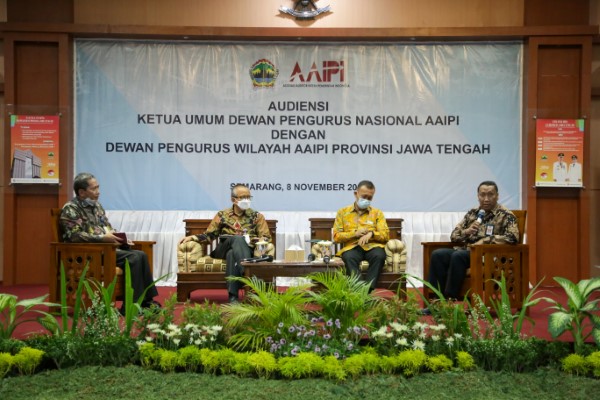 AAIPI
AUDIENSI
KETUA UMUM DEWAN PENGURUS NASIONAL AAIPI
DENGAN
DEWAN PENGURUS WILAYAH AAIPI PROVINSI JAWA TENGAH
SEMARANG, 8 NOVEMBER